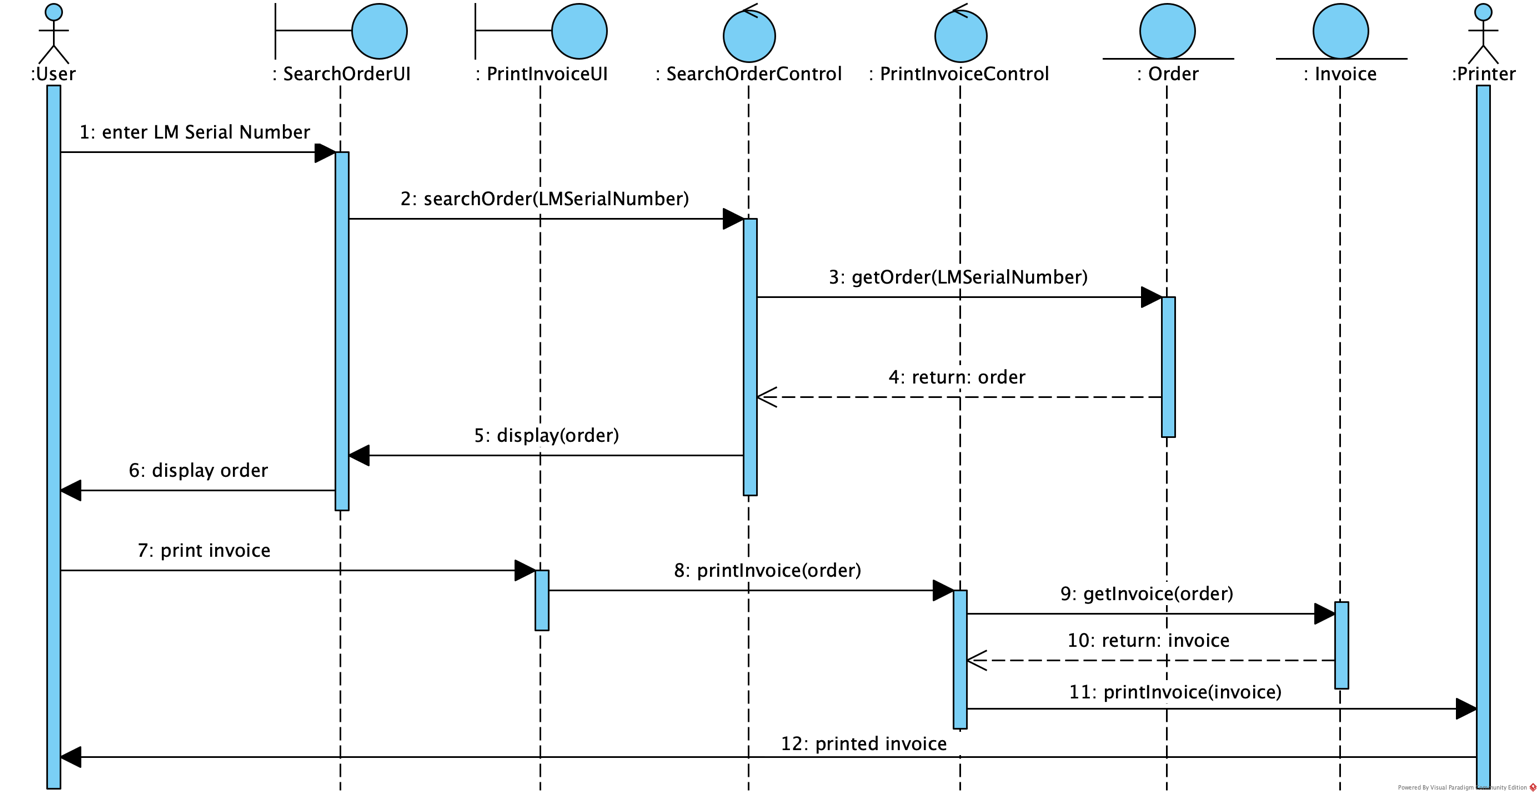 :User
: SearchOrderUI
: PrintInvoiceUI
: SearchOrderControl
: PrintInvoiceControl
: Order
: Invoice
:Printer
1: enter LM Serial Number
2: searchOrder(LMSerialNumber)
3: getOrder(LMSerialNumber)
4: return: order
5: display(order)
6: display order
7: print invoice
8: printInvoice(order)
9: getInvoice(order)
10: return: invoice
11: printInvoice(invoice)
12: printed invoice
Powered By Visual Paradigm Community Edition